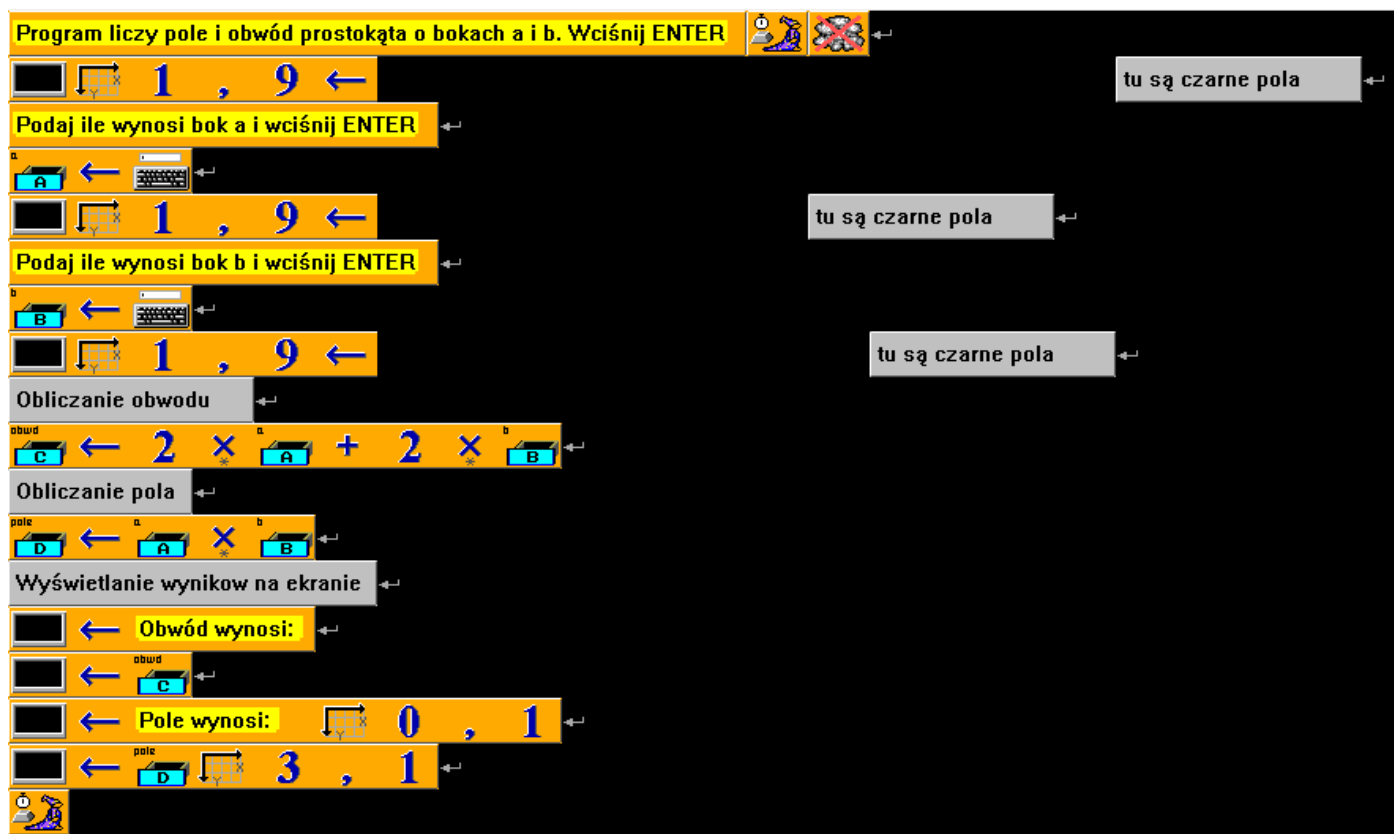 Program liczy pole i obwód prostokąta o bokach a i b. Wciśnij ENTER
X Y 1 , 9 tu są czarne pola
Podaj ile wynosi bok a i wciśnij ENTER
a A
X Y 1 , 9 tu są czarne pola
Podaj ile wynosi bok b i wciśnij ENTER
b B
X Y 1 , 9 tu są czarne pola
Obliczanie obwodu
obwd C ← 2 × a A + 2 × b B
Obliczanie pola
pole D ← a A × b B
Wyświetlanie wynikow na ekranie
← Obwód wynosi:
← obwd C
← Pole wynosi: X Y 0 , 1
← pole D X Y 3 , 1